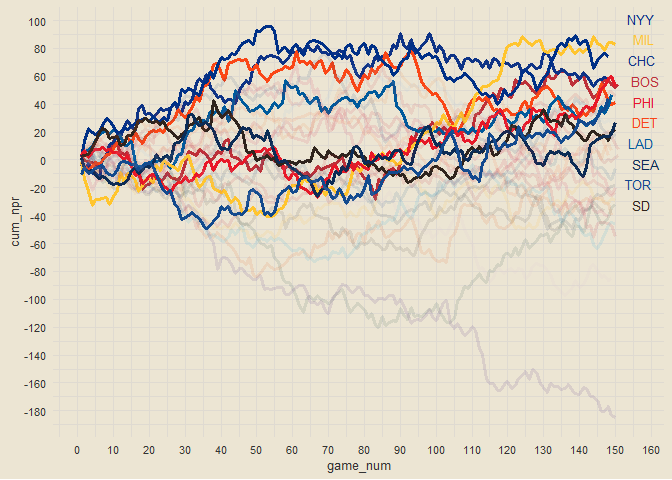 NYY
MIL
CHC
BOS
PHI
DET
LAD
SEA
TOR
SD
cum_npr
100
80
60
40
20
0
-20
-40
-60
-80
-100
-120
-140
-160
-180
0 10 20 30 40 50 60 70 80 90 100 110 120 130 140 150 160
game_num